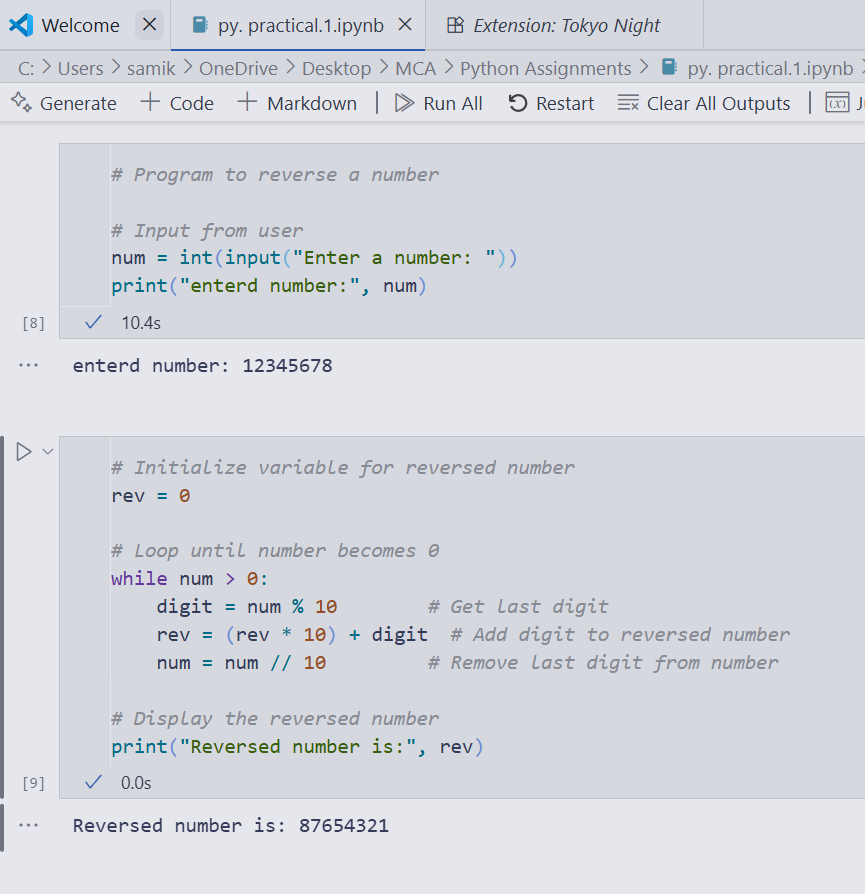 Welcome py. practical.1.ipynb Extension: Tokyo Night
C: > Users > samik > OneDrive > Desktop > MCA > Python Assignments > py. practical.1.ipynb >
Generate + Code + Markdown | Run All Restart Clear All Outputs |
# Program to reverse a number
# Input from user
num = int(input("Enter a number: "))
print("enterd number:", num)
[8] 10.4s
... enterd number: 12345678
# Initialize variable for reversed number
rev = 0
# Loop until number becomes 0
while num > 0:
    digit = num % 10        # Get last digit
    rev = (rev * 10) + digit  # Add digit to reversed number
    num = num // 10         # Remove last digit from number
# Display the reversed number
print("Reversed number is:", rev)
[9] 0.0s
... Reversed number is: 87654321